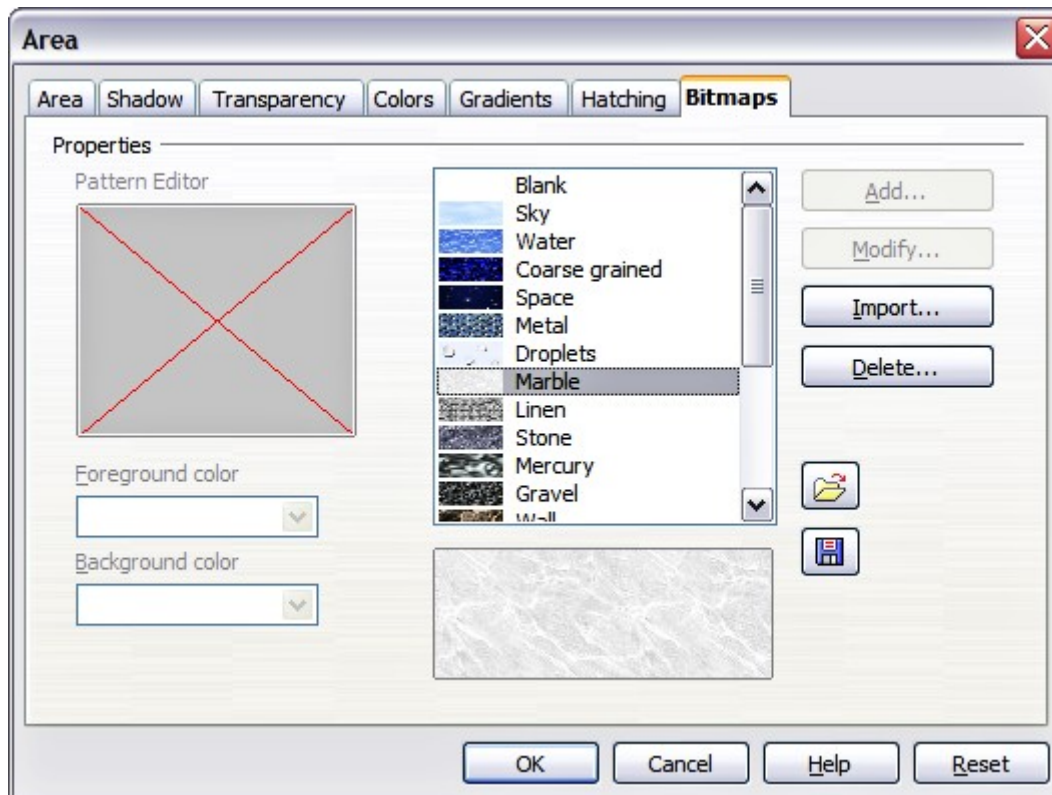 Area
Area Shadow Transparency Colors Gradients Hatching Bitmaps
Properties
Pattern Editor
Blank
Sky
Water
Coarse grained
Space
Metal
Droplets
Marble
Linen
Stone
Mercury
Gravel
Wall
Add...
Modify...
Import...
Delete...
Foreground color
Background color
OK Cancel Help Reset